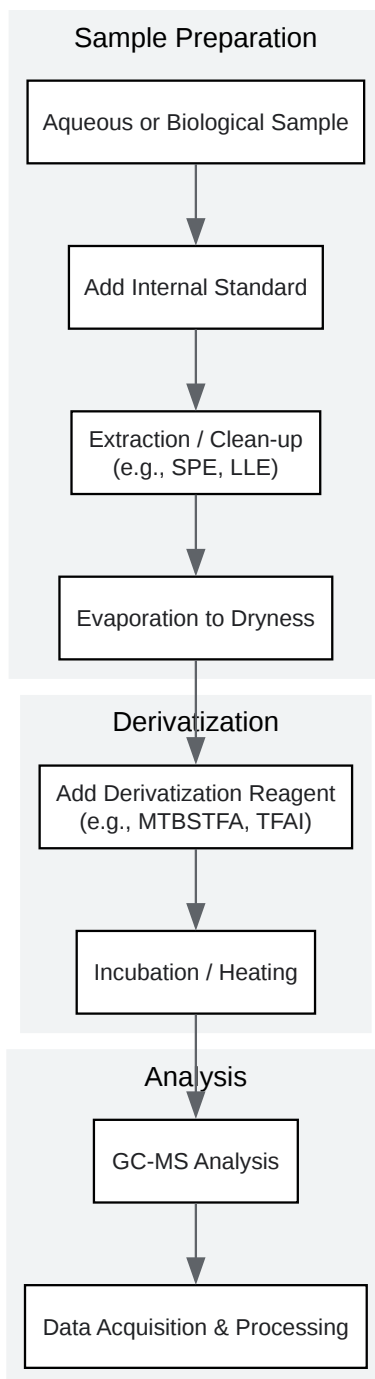 Sample Preparation
Aqueous or Biological Sample
Add Internal Standard
Extraction / Clean-up
(e.g., SPE, LLE)
Evaporation to Dryness
Derivatization
Add Derivatization Reagent
(e.g., MTBSTFA, TFAI)
Incubation / Heating
Analysis
GC-MS Analysis
Data Acquisition & Processing